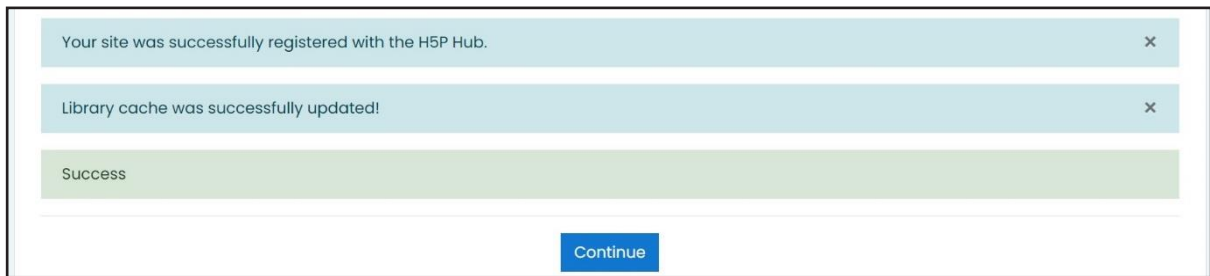 Your site was successfully registered with the H5P Hub. ×
Library cache was successfully updated! ×
Success
Continue